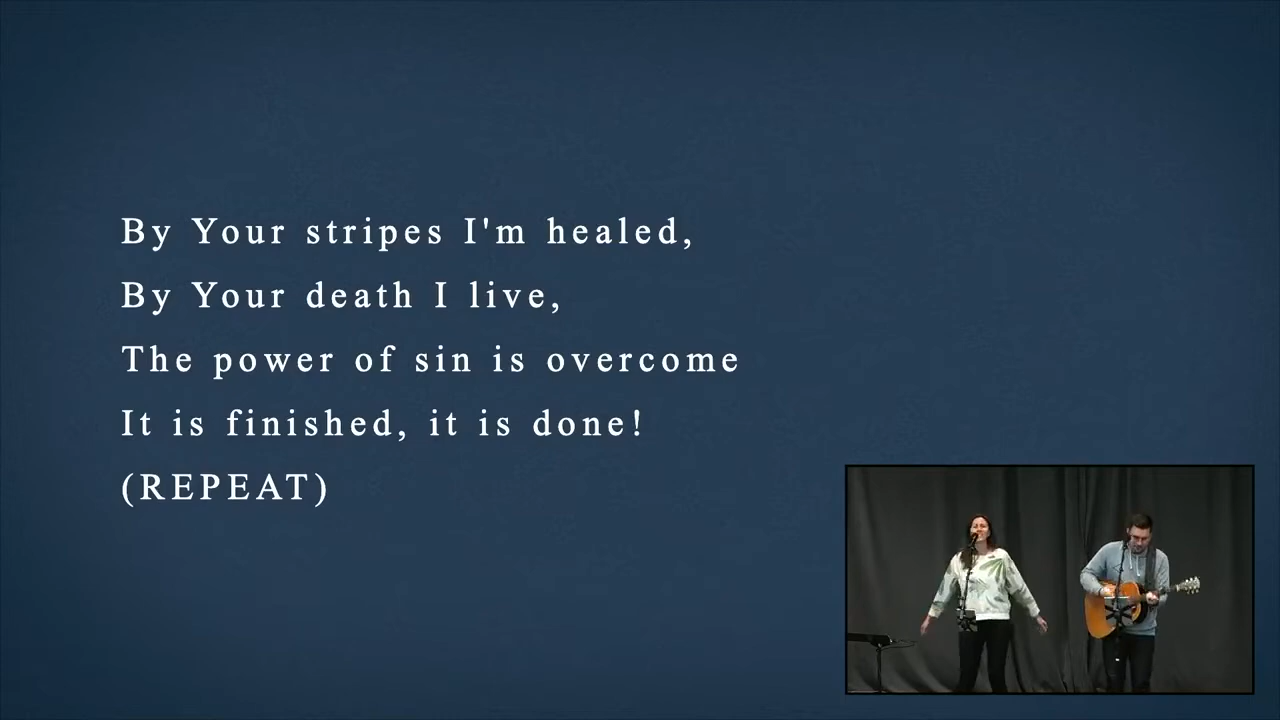 By Your stripes I'm healed,
By Your death I live,
The power of sin is overcome
It is finished, it is done!
(REPEAT)